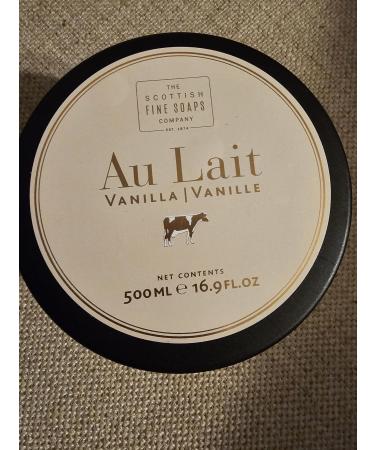 THE
SCOTTISH
FINE SOAPS
COMPANY
EST. 1974
Au Lait
VANILLA | VANILLE
NET CONTENTS
500ML ℮ 16.9FL.OZ